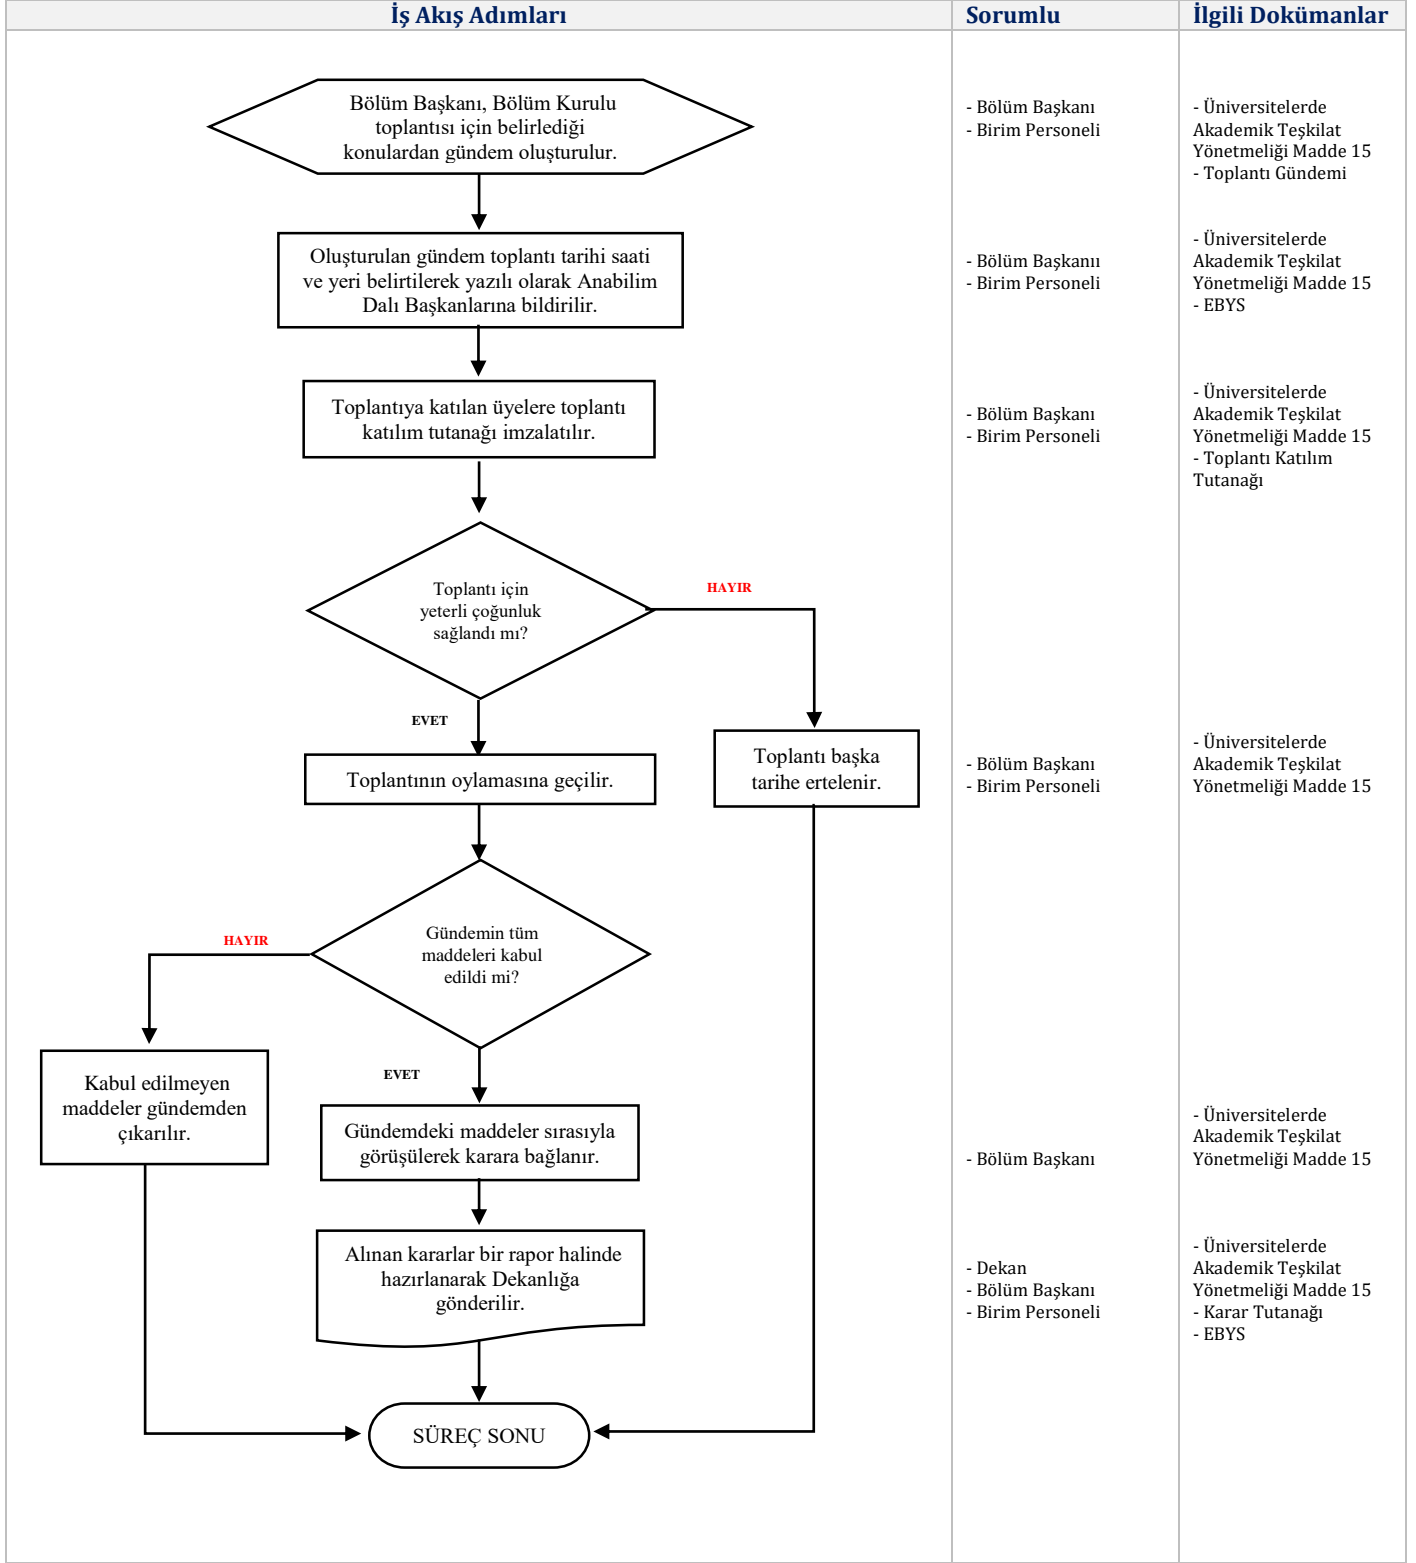 İş Akış Adımları
Sorumlu
İlgili Dokümanlar
Bölüm Başkanı, Bölüm Kurulu
toplantısı için belirlediği
konulardan gündem oluşturulur.
- Bölüm Başkanı
- Birim Personeli
- Üniversitelerde
Akademik Teşkilat
Yönetmeliği Madde 15
- Toplantı Gündemi
Oluşturulan gündem toplantı tarihi saati
ve yeri belirtilerek yazılı olarak Anabilim
Dalı Başkanlarına bildirilir.
- Bölüm Başkanıı
- Birim Personeli
- Üniversitelerde
Akademik Teşkilat
Yönetmeliği Madde 15
- EBYS
Toplantıya katılan üyelere toplantı
katılım tutanağı imzalatılır.
- Bölüm Başkanı
- Birim Personeli
- Üniversitelerde
Akademik Teşkilat
Yönetmeliği Madde 15
- Toplantı Katılım
Tutanağı
Toplantı için
yeterli çoğunluk
sağlandı mı?
HAYIR
EVET
Toplantının oylamasına geçilir.
Toplantı başka
tarihe ertelenir.
- Bölüm Başkanı
- Birim Personeli
- Üniversitelerde
Akademik Teşkilat
Yönetmeliği Madde 15
Gündemin tüm
maddeleri kabul
edildi mi?
HAYIR
EVET
Kabul edilmeyen
maddeler gündemden
çıkarılır.
Gündemdeki maddeler sırasıyla
görüşülerek karara bağlanır.
- Bölüm Başkanı
- Üniversitelerde
Akademik Teşkilat
Yönetmeliği Madde 15
Alınan kararlar bir rapor halinde
hazırlanarak Dekanlığa
gönderilir.
- Dekan
- Bölüm Başkanı
- Birim Personeli
- Üniversitelerde
Akademik Teşkilat
Yönetmeliği Madde 15
- Karar Tutanağı
- EBYS
SÜREÇ SONU